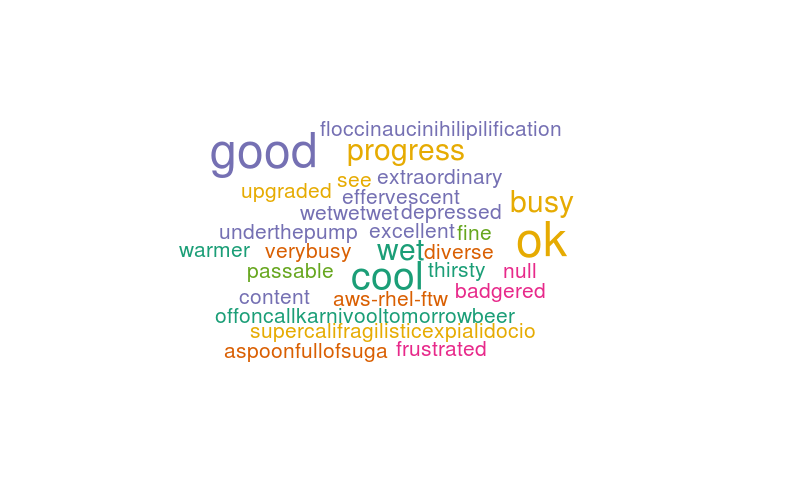 floccinaucinihilipilification
good progress
see extraordinary
upgraded
effervescent busy
wetwetwet depressed
underthepump excellent fine ok
warmer verybusy wet diverse
passable cool thirsty null
content aws-rhel-ftw badgered
offoncallkarnivooltomorrowbeer
supercalifragilisticexpialidocio
aspoonfullofsuga frustrated